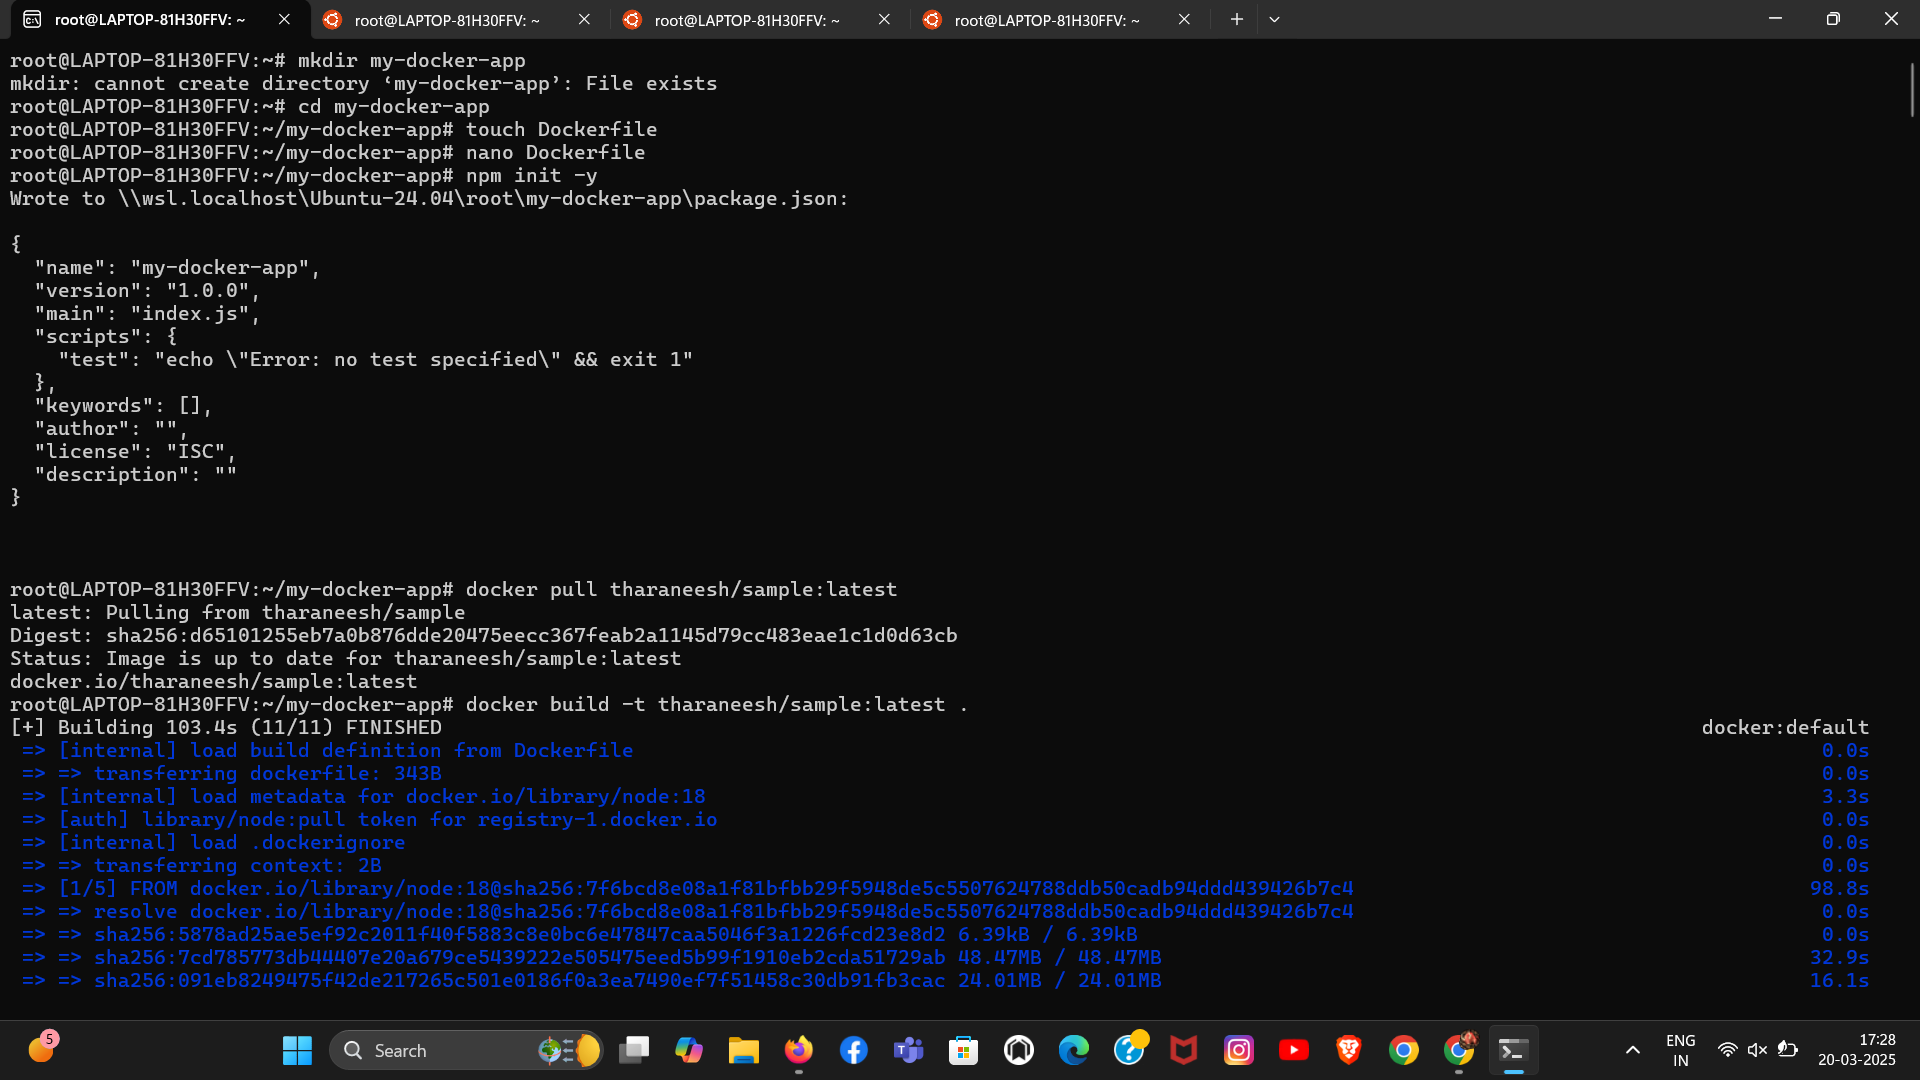 root@LAPTOP-81H30FFV: ~
root@LAPTOP-81H30FFV: ~
root@LAPTOP-81H30FFV: ~
root@LAPTOP-81H30FFV: ~
root@LAPTOP-81H30FFV:~# mkdir my-docker-app
mkdir: cannot create directory ‘my-docker-app’: File exists
root@LAPTOP-81H30FFV:~# cd my-docker-app
root@LAPTOP-81H30FFV:~/my-docker-app# touch Dockerfile
root@LAPTOP-81H30FFV:~/my-docker-app# nano Dockerfile
root@LAPTOP-81H30FFV:~/my-docker-app# npm init -y
Wrote to \\wsl.localhost\Ubuntu-24.04\root\my-docker-app\package.json:
{
"name": "my-docker-app",
"version": "1.0.0",
"main": "index.js",
"scripts": {
"test": "echo \"Error: no test specified\" && exit 1"
},
"keywords": [],
"author": "",
"license": "ISC",
"description": ""
}
root@LAPTOP-81H30FFV:~/my-docker-app# docker pull tharaneesh/sample:latest
latest: Pulling from tharaneesh/sample
Digest: sha256:d65101255eb7a0b876dde20475eecc367feab2a1145d79cc483eae1c1d0d63cb
Status: Image is up to date for tharaneesh/sample:latest
docker.io/tharaneesh/sample:latest
root@LAPTOP-81H30FFV:~/my-docker-app# docker build -t tharaneesh/sample:latest .
[+] Building 103.4s (11/11) FINISHED docker:default
=> [internal] load build definition from Dockerfile 0.0s
=> => transferring dockerfile: 343B 0.0s
=> [internal] load metadata for docker.io/library/node:18 3.3s
=> [auth] library/node:pull token for registry-1.docker.io 0.0s
=> [internal] load .dockerignore 0.0s
=> => transferring context: 2B 0.0s
=> [1/5] FROM docker.io/library/node:18@sha256:7f6bcd8e08a1f81bfbb29f5948de5c5507624788ddb50cadb94ddd439426b7c4 98.8s
=> => resolve docker.io/library/node:18@sha256:7f6bcd8e08a1f81bfbb29f5948de5c5507624788ddb50cadb94ddd439426b7c4 0.0s
=> => sha256:5878ad25ae5ef92c2011f40f5883c8e0bc6e47847caa5046f3a1226fcd23e8d2 6.39kB / 6.39kB 0.0s
=> => sha256:7cd785773db44407e20a679ce5439222e505475eed5b99f1910eb2cda51729ab 48.47MB / 48.47MB 32.9s
=> => sha256:091eb8249475f42de217265c501e0186f0a3ea7490ef7f51458c30db91fb3cac 24.01MB / 24.01MB 16.1s
5
Search
ENG
IN
17:28
20-03-2025